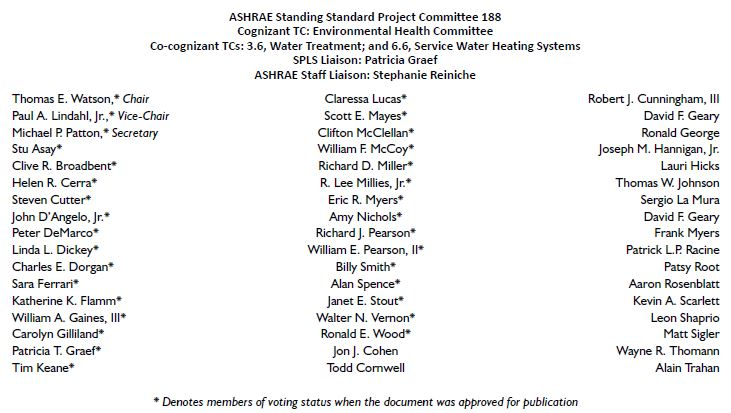 ASHRAE Standing Standard Project Committee 188
Cognizant TC: Environmental Health Committee
Co-cognizant TCs: 3.6, Water Treatment; and 6.6, Service Water Heating Systems
SPLS Liaison: Patricia Graef
ASHRAE Staff Liaison: Stephanie Reiniche
Thomas E. Watson,* Chair
Paul A. Lindahl, Jr.,* Vice-Chair
Michael P. Patton,* Secretary
Stu Asay*
Clive R. Broadbent*
Helen R. Cerra*
Steven Cutter*
John D'Angelo, Jr.*
Peter DeMarco*
Linda L. Dickey*
Charles E. Dorgan*
Sara Ferrari*
Katherine K. Flamm*
William A. Gaines, III*
Carolyn Gilliland*
Patricia T. Graef*
Tim Keane*
Claressa Lucas*
Scott E. Mayes*
Clifton McClellan*
William F. McCoy*
Richard D. Miller*
R. Lee Millies, Jr.*
Eric R. Myers*
Amy Nichols*
Richard J. Pearson*
William E. Pearson, II*
Billy Smith*
Alan Spence*
Janet E. Stout*
Walter N. Vernon*
Ronald E. Wood*
Jon J. Cohen
Todd Cornwell
Robert J. Cunningham, III
David F. Geary
Ronald George
Joseph M. Hannigan, Jr.
Lauri Hicks
Thomas W. Johnson
Sergio La Mura
David F. Geary
Frank Myers
Patrick L.P. Racine
Patsy Root
Aaron Rosenblatt
Kevin A. Scarlett
Leon Shaprio
Matt Sigler
Wayne R. Thomann
Alain Trahan
* Denotes members of voting status when the document was approved for publication